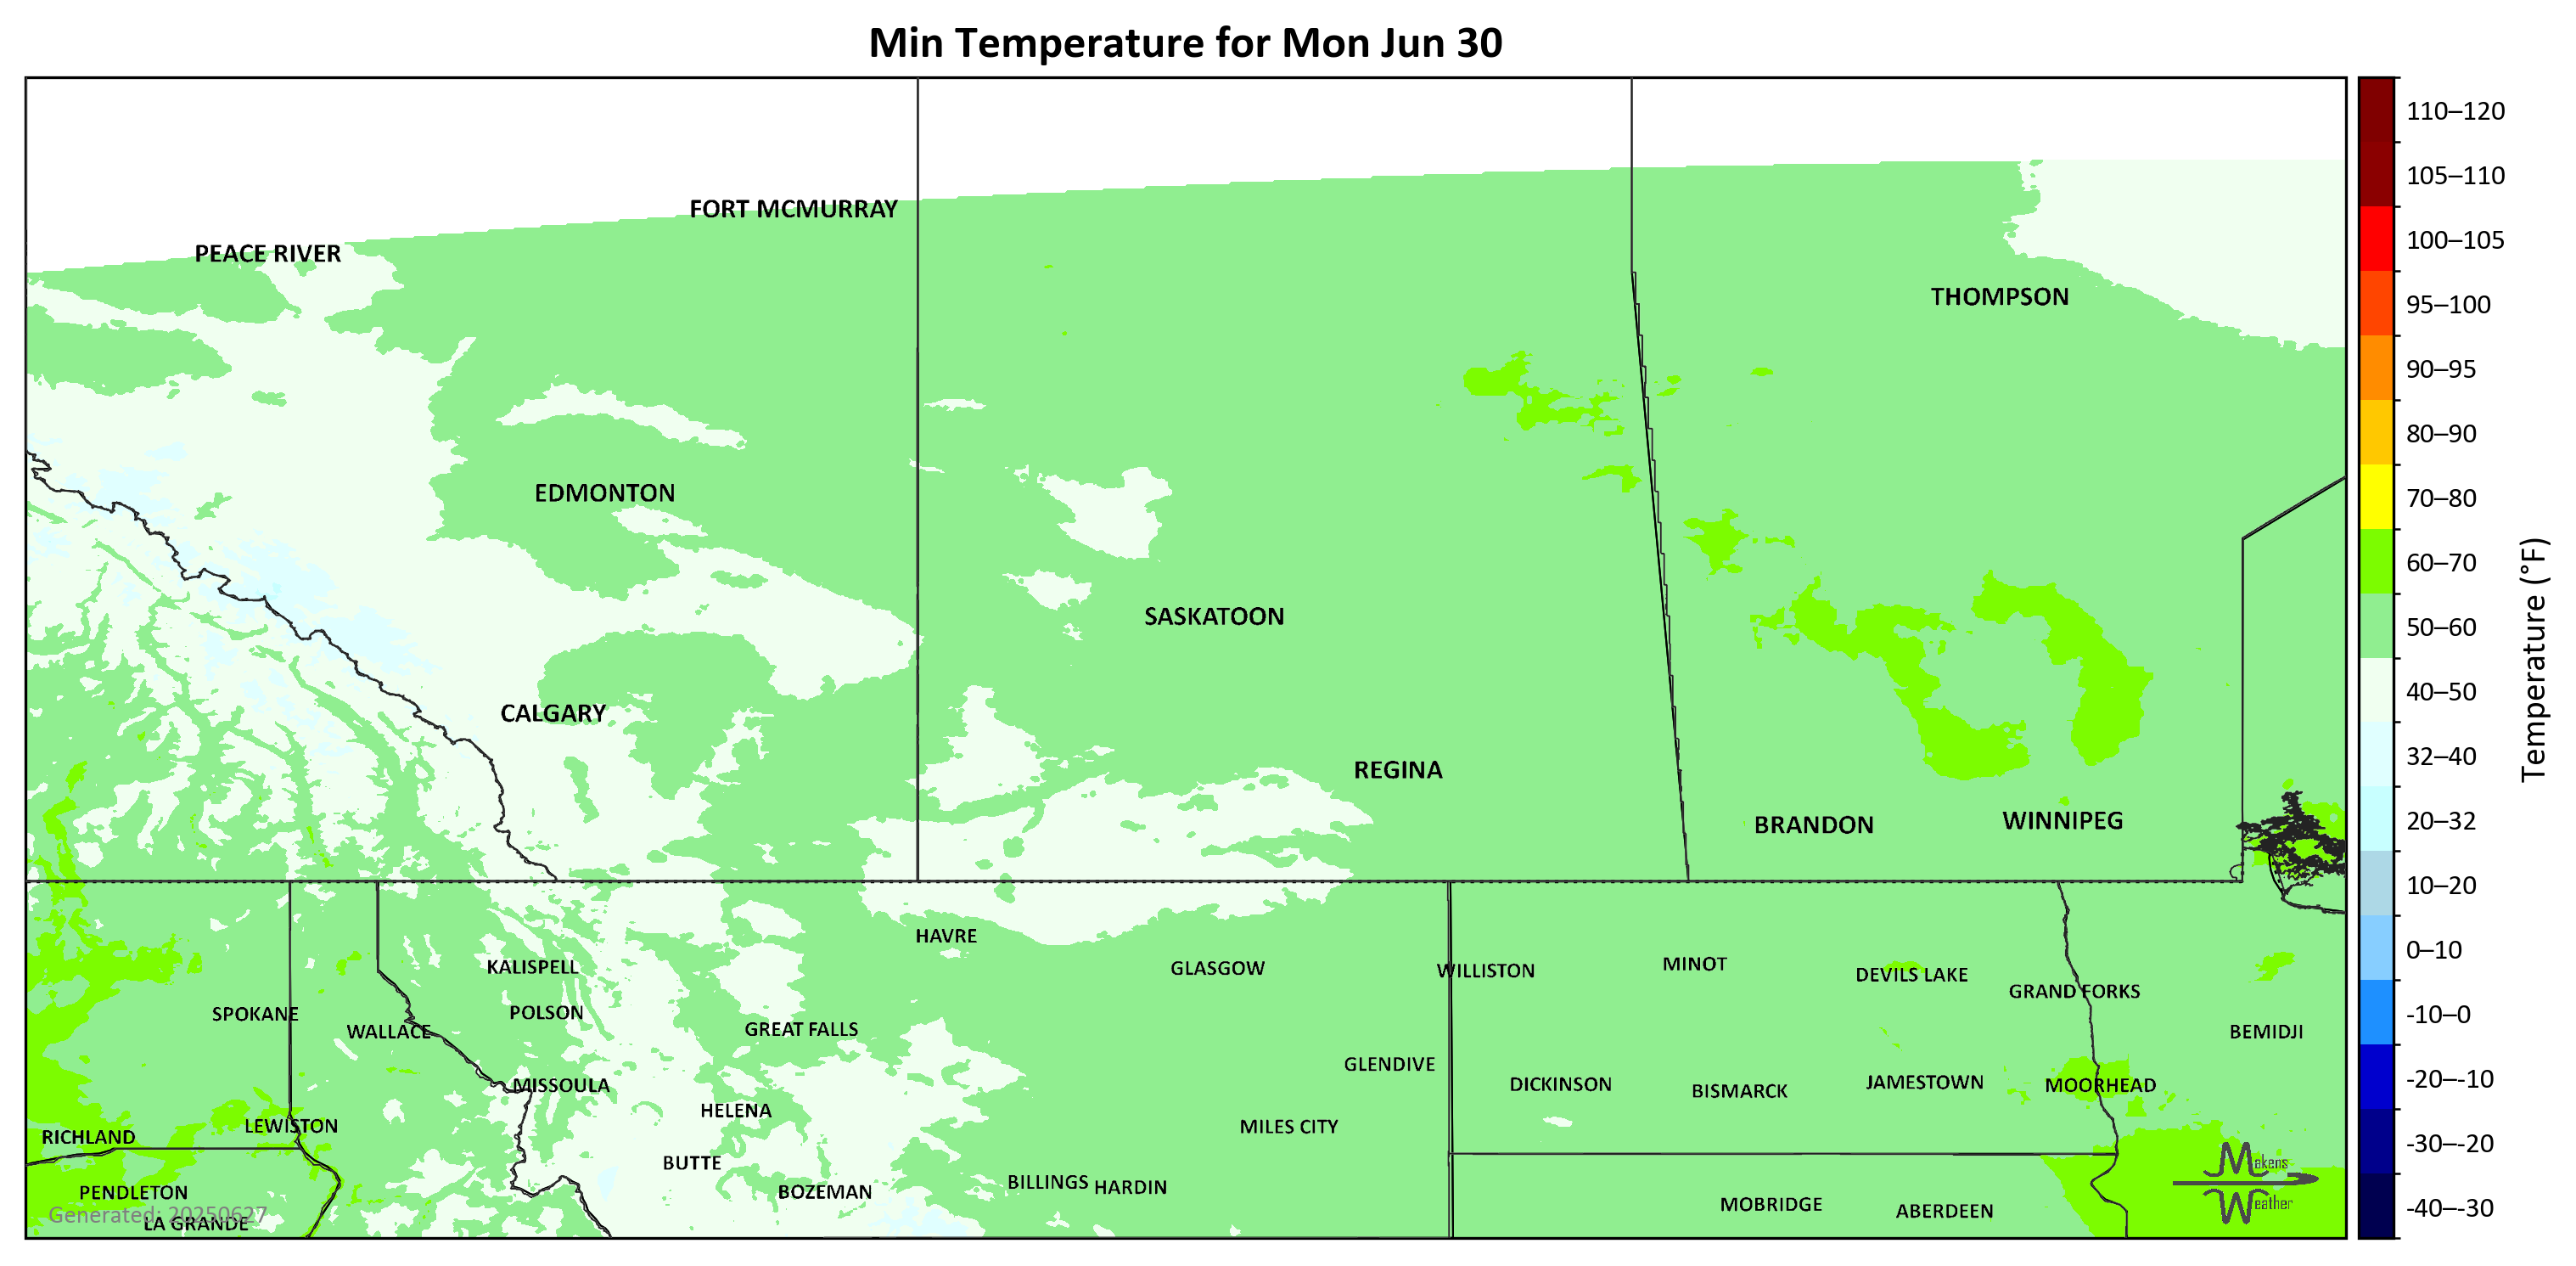 Min Temperature for Mon Jun 30
110–120
105–110
FORT MCMURRAY
100–105
PEACE RIVER
THOMPSON
95–100
90–95
80–90
EDMONTON
70–80
60–70
SASKATOON
50–60
40–50
CALGARY
Temperature (°F)
32–40
REGINA
20–32
BRANDON
WINNIPEG
10–20
HAVRE
0–10
KALISPELL
GLASGOW
WILLISTON
MINOT
DEVILS LAKE
GRAND FORKS
SPOKANE
POLSON
-10–0
WALLACE
GREAT FALLS
BEMIDJI
GLENDIVE
-20–-10
MISSOULA
DICKINSON
BISMARCK
JAMESTOWN
MOORHEAD
HELENA
LEWISTON
MILES CITY
RICHLAND
-30–-20
BUTTE
Makens
PENDLETON
BOZEMAN
BILLINGS
HARDIN
Weather
MOBRIDGE
ABERDEEN
-40–-30
Generated: 20250627
LA GRANDE